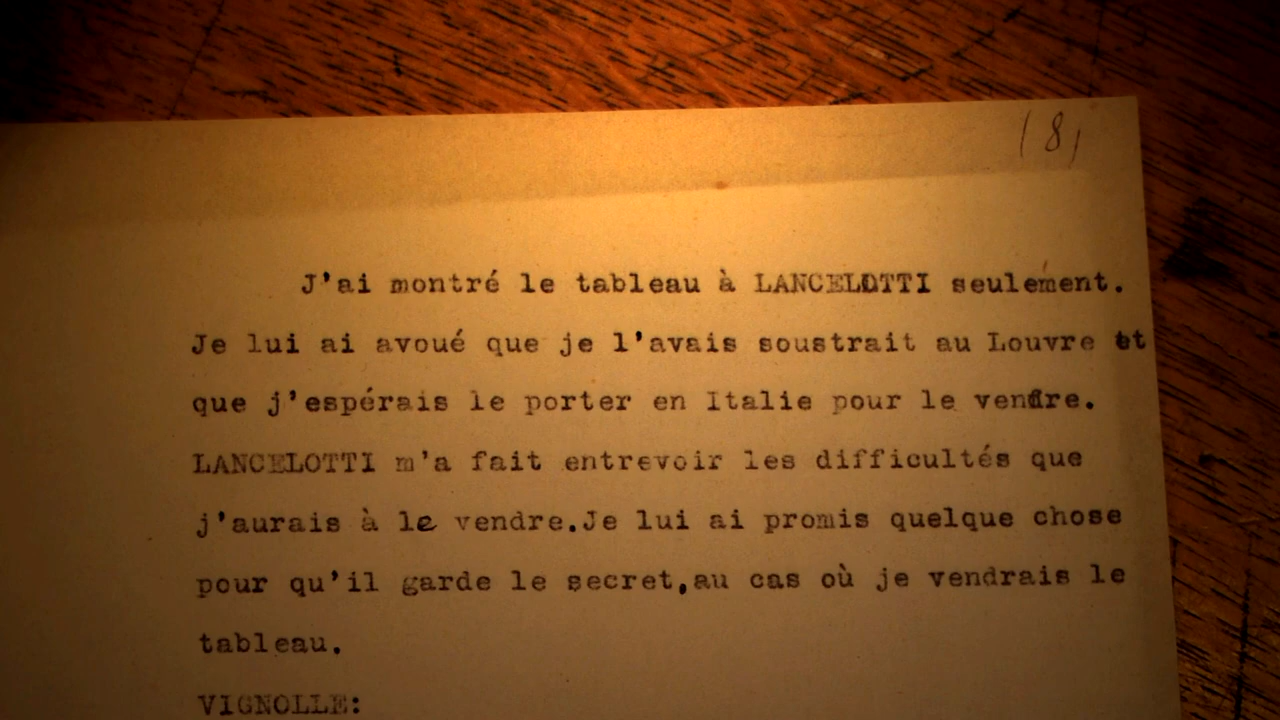 (8)
J'ai montré le tableau à LANCELOTTI seulement.
Je lui ai avoué que je l'avais soustrait au Louvre et
que j'espérais le porter en Italie pour le vendre.
LANCELOTTI m'a fait entrevoir les difficultés que
j'aurais à le vendre.Je lui ai promis quelque chose
pour qu'il garde le secret,au cas où je vendrais le
tableau.
VIGNOLLE: